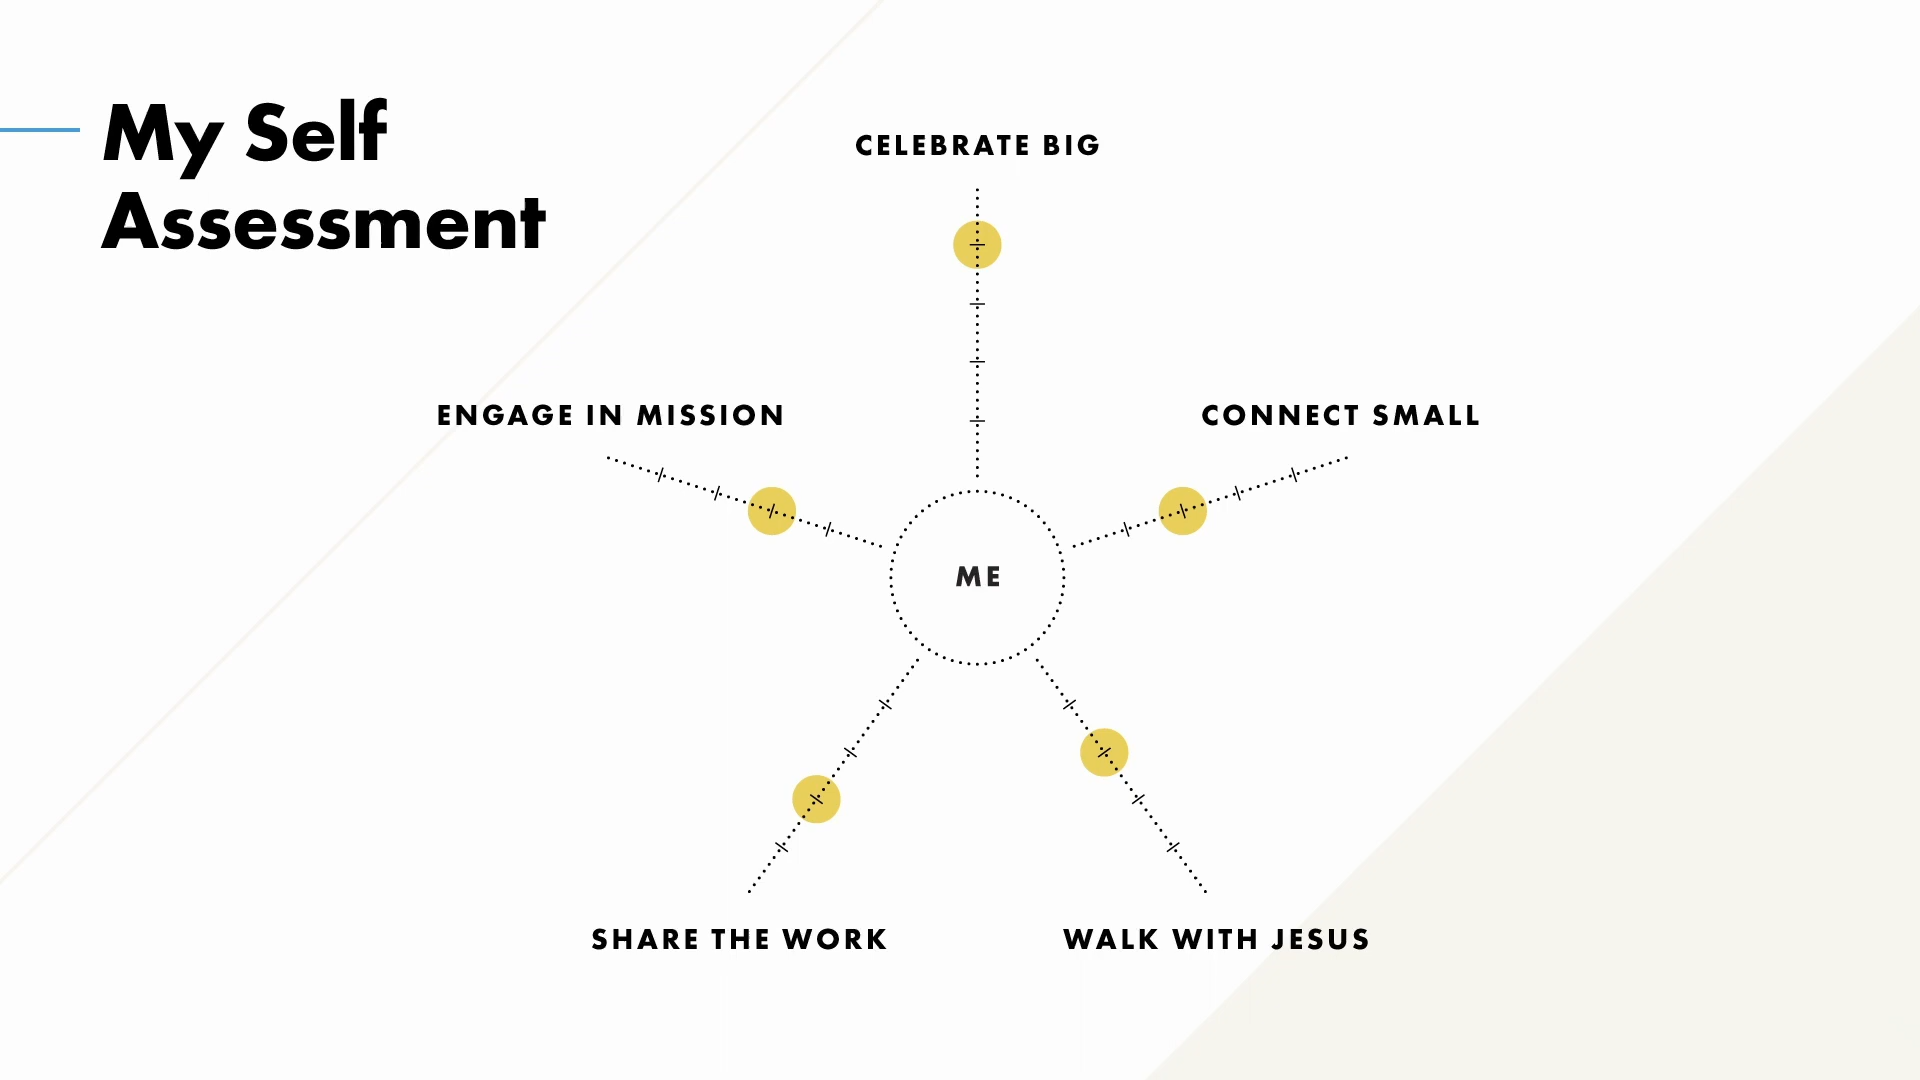 My Self
Assessment
CELEBRATE BIG
ENGAGE IN MISSION
CONNECT SMALL
ME
SHARE THE WORK
WALK WITH JESUS